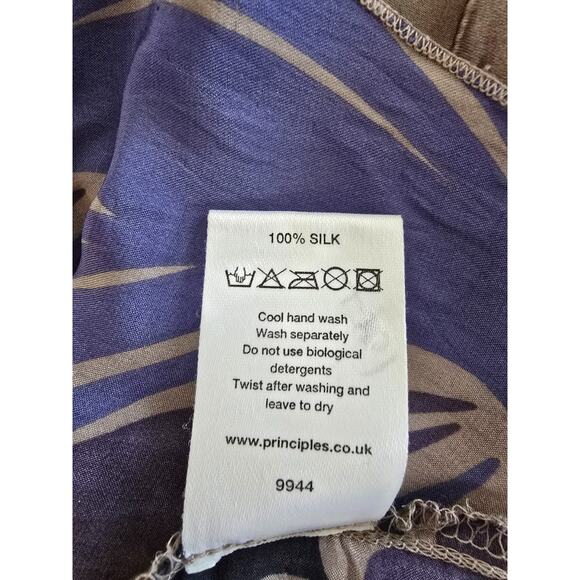 100% SILK
Cool hand wash
Wash separately
Do not use biological
detergents
Twist after washing and
leave to dry
www.principles.co.uk
9944